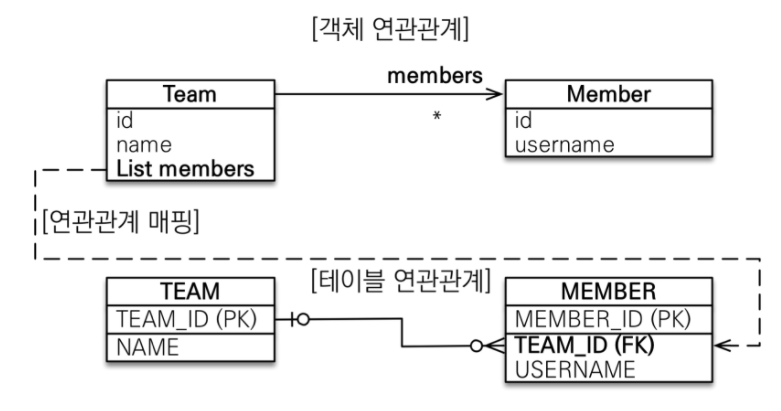 [객체 연관관계]
members
Team
Member
*
id
name
List members
id
username
[연관관계 매핑]
[테이블 연관관계]
TEAM
TEAM_ID (PK)
NAME
MEMBER
MEMBER_ID (PK)
TEAM_ID (FK)
USERNAME